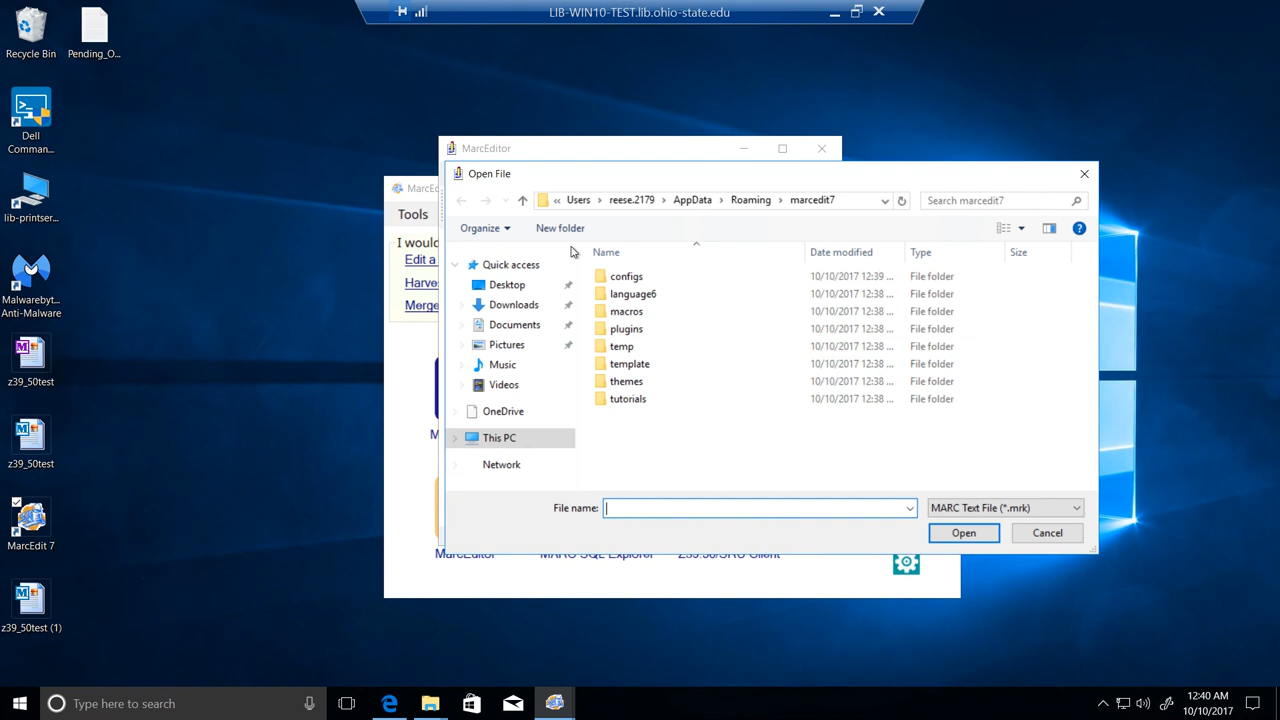 LIB-WIN10-TEST.lib.ohio-state.edu
Recycle Bin
Pending_O...
Dell
Comman...
lib-printser...
Malwarebyt...
Anti-Malware
z39_50test
z39_50test
MarcEdit 7
z39_50test (1)
MarcEditor
Tools
I would
Edit a
Harve
Merge
Open File
Users
reese.2179
AppData
Roaming
marcedit7
Search marcedit7
Organize
New folder
Name
Date modified
Type
Size
Quick access
Desktop
Downloads
Documents
Pictures
Music
Videos
OneDrive
This PC
Network
configs 10/10/2017 12:39 ... File folder
language6 10/10/2017 12:38 ... File folder
macros 10/10/2017 12:38 ... File folder
plugins 10/10/2017 12:38 ... File folder
temp 10/10/2017 12:38 ... File folder
template 10/10/2017 12:38 ... File folder
themes 10/10/2017 12:38 ... File folder
tutorials 10/10/2017 12:38 ... File folder
File name:
MARC Text File (*.mrk)
Open
Cancel
MarcEditor
MARC SQL Explorer
Z39.50/SRU Client
Type here to search
12:40 AM
10/10/2017